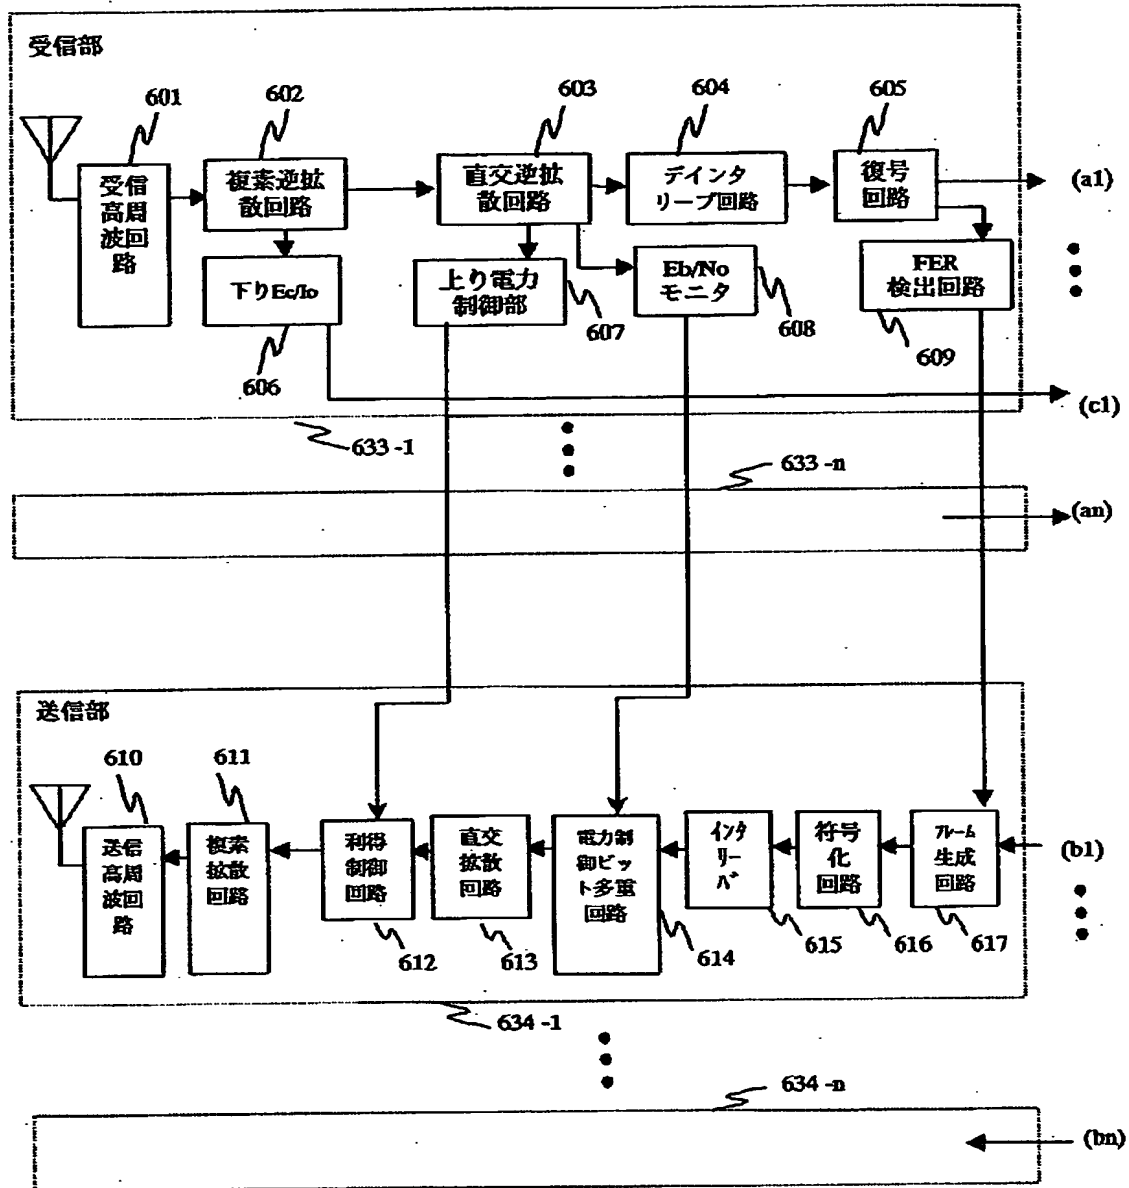 受信部
601
602
603
604
605
受信
高周
波回
路
複素逆拡
散回路
直交逆拡
散回路
デインタ
リーブ回路
復号
回路
(a1)
下りEc/Io
上り電力
制御部
Eb/No
モニタ
FER
検出回路
606
607
608
609
(c1)
633-1
633-n
(an)
送信部
610
611
送信
高周
波回
路
複素
拡散
回路
利得
制御
回路
直交
拡散
回路
電力制
御ビッ
ト多重
回路
インタ
リー
バ
符号
化
回路
フレーム
生成
回路
(b1)
612
613
614
615
616
617
634-1
634-n
(bn)